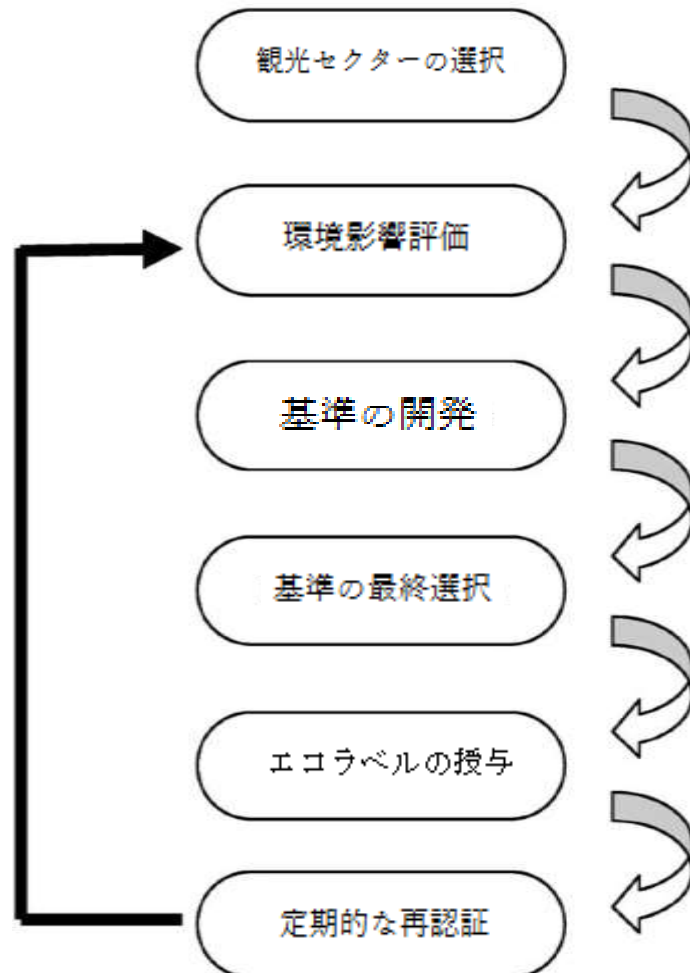 観光セクターの選択
環境影響評価
基準の開発
基準の最終選択
エコラベルの授与
定期的な再認証